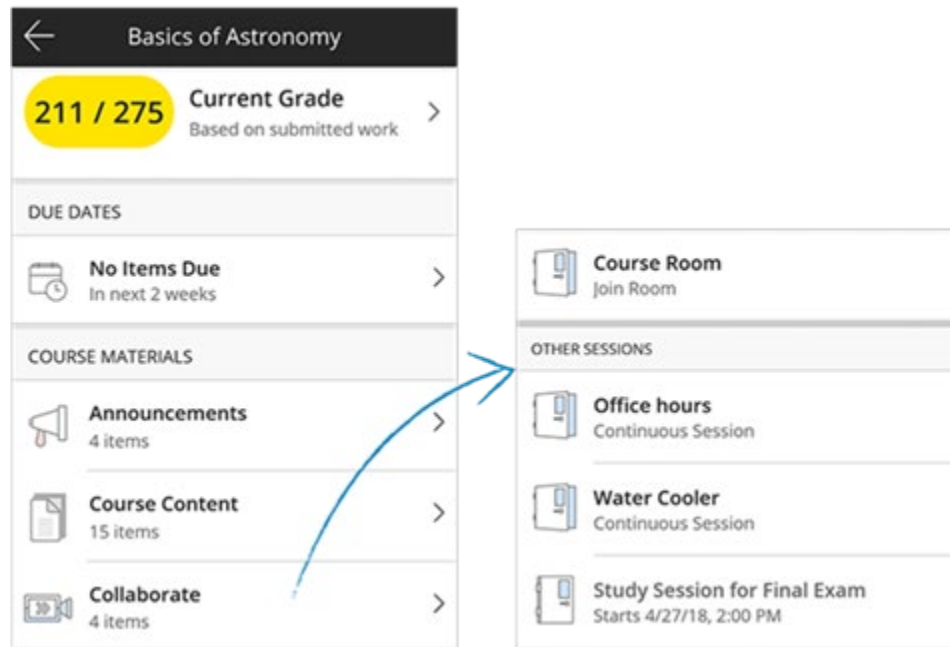 Basics of Astronomy
211 / 275
Current Grade
Based on submitted work
DUE DATES
No Items Due
In next 2 weeks
COURSE MATERIALS
Announcements
4 items
Course Content
15 items
Collaborate
4 items
Course Room
Join Room
OTHER SESSIONS
Office hours
Continuous Session
Water Cooler
Continuous Session
Study Session for Final Exam
Starts 4/27/18, 2:00 PM